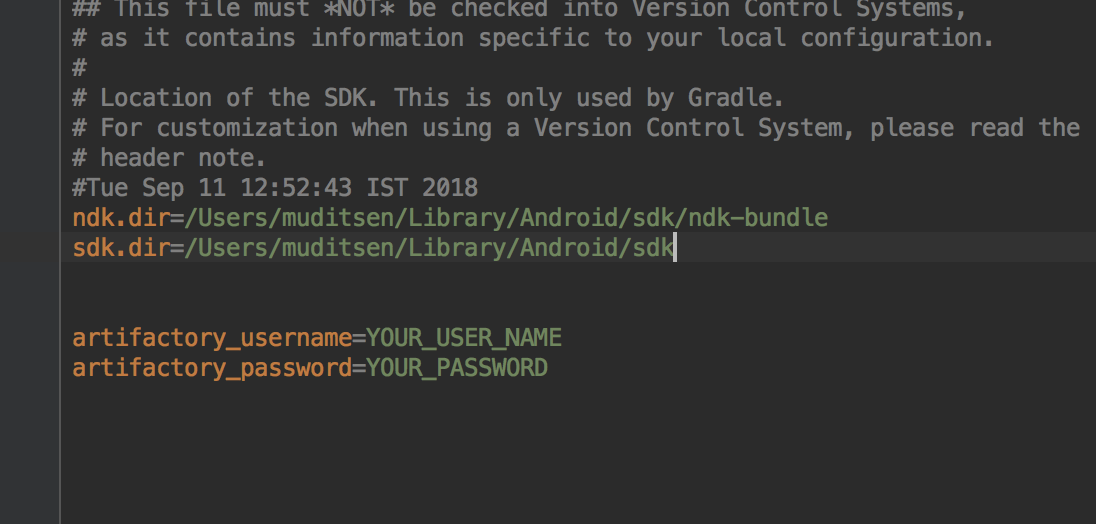 ## This file must *NOT* be checked into Version Control Systems,
# as it contains information specific to your local configuration.
#
# Location of the SDK. This is only used by Gradle.
# For customization when using a Version Control System, please read the
# header note.
#Tue Sep 11 12:52:43 IST 2018
ndk.dir=/Users/muditsen/Library/Android/sdk/ndk-bundle
sdk.dir=/Users/muditsen/Library/Android/sdk
artifactory_username=YOUR_USER_NAME
artifactory_password=YOUR_PASSWORD